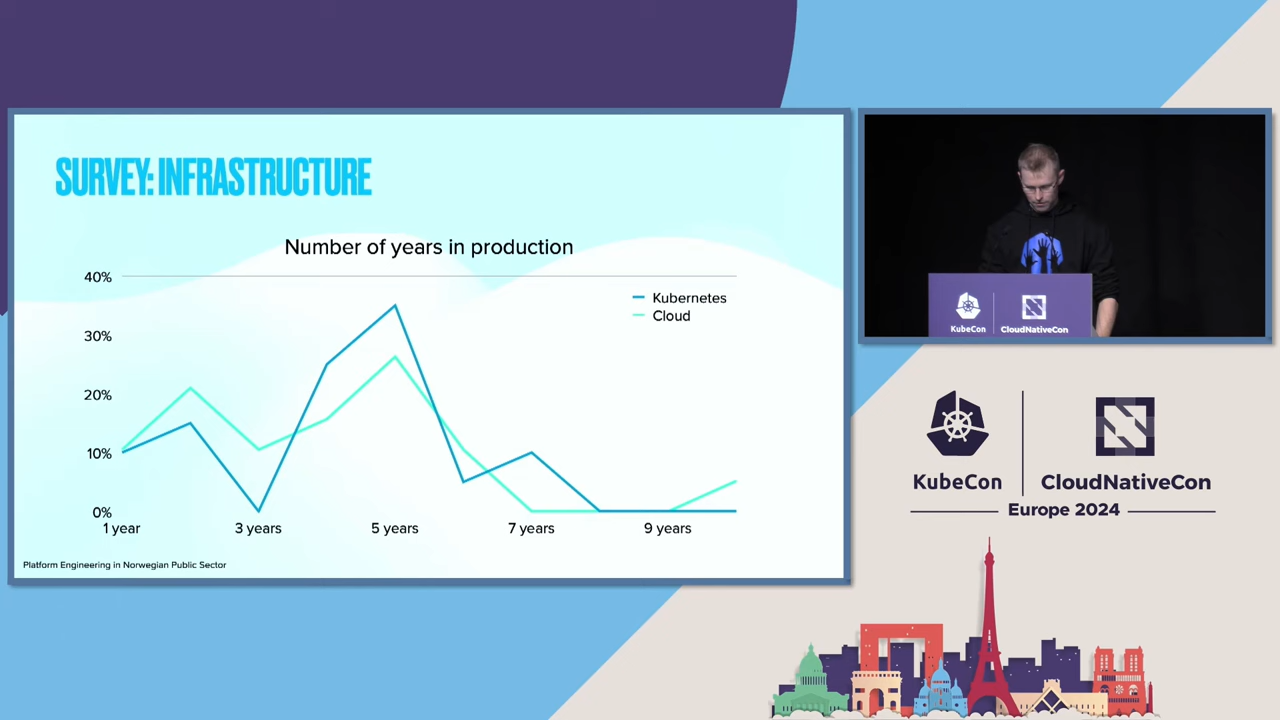 SURVEY: INFRASTRUCTURE
Number of years in production
40%
30%
20%
10%
0%
Kubernetes
Cloud
1 year
3 years
5 years
7 years
9 years
Platform Engineering in Norwegian Public Sector
KubeCon
CloudNativeCon
KubeCon
CloudNativeCon
Europe 2024